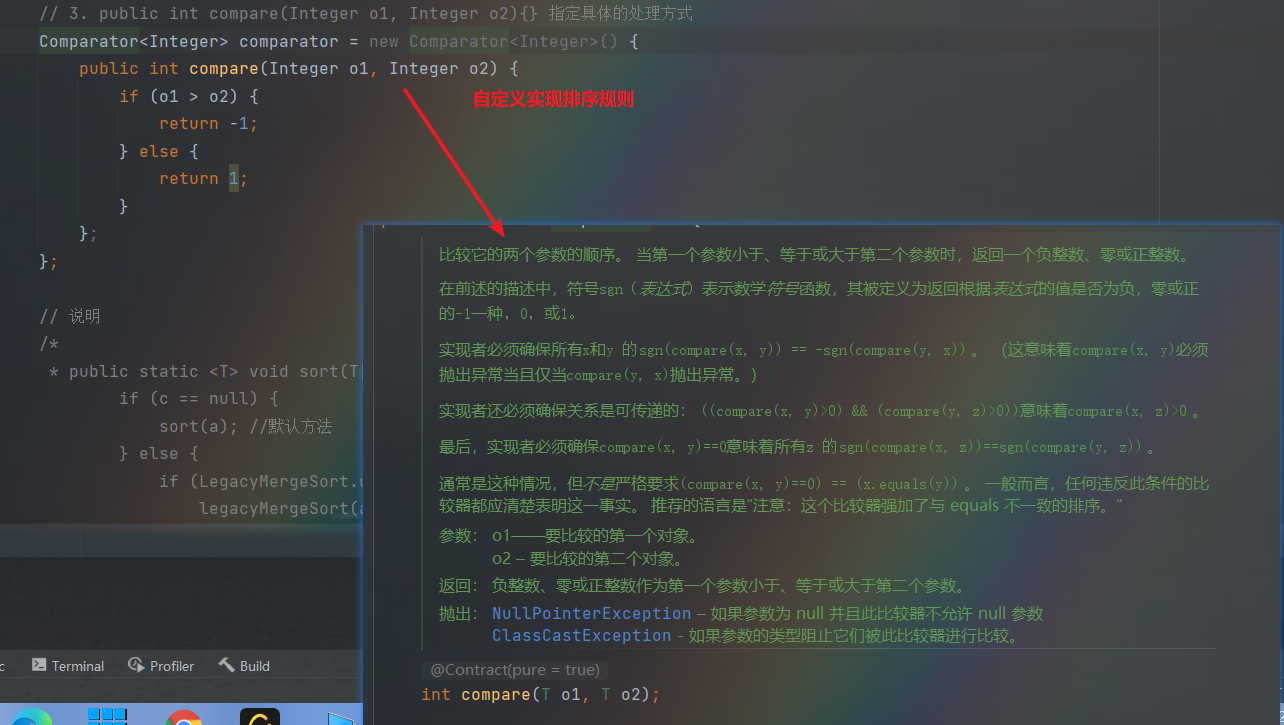 // 3. public int compare(Integer o1, Integer o2){} 指定具体的处理方式
Comparator<Integer> comparator = new Comparator<Integer>() {
public int compare(Integer o1, Integer o2) {
自定义实现排序规则
if (o1 > o2) {
return -1;
} else {
return 1;
}
};
};
// 说明
/*
* public static <T> void sort(T
if (c == null) {
sort(a); //默认方法
} else {
if (LegacyMergeSort.u
legacyMergeSort(a
比较它的两个参数的顺序。 当第一个参数小于、等于或大于第二个参数时，返回一个负整数、零或正整数。
在前述的描述中，符号sgn（表达式）表示数学符号函数，其被定义为返回根据表达式的值是否为负，零或正
的-1一种，0，或1。
实现者必须确保所有x和y 的sgn(compare(x, y)) == -sgn(compare(y, x)) 。 （这意味着compare(x, y)必须
抛出异常当且仅当compare(y, x)抛出异常。）
实现者还必须确保关系是可传递的： ((compare(x, y)>0) && (compare(y, z)>0))意味着compare(x, z)>0 。
最后，实现者必须确保compare(x, y)==0意味着所有z 的sgn(compare(x, z))==sgn(compare(y, z)) 。
通常是这种情况，但不是严格要求(compare(x, y)==0) == (x.equals(y)) 。 一般而言，任何违反此条件的比
较器都应清楚表明这一事实。 推荐的语言是“注意：这个比较器强加了与 equals 不一致的排序。”
参数： o1——要比较的第一个对象。
o2 – 要比较的第二个对象。
返回： 负整数、零或正整数作为第一个参数小于、等于或大于第二个参数。
抛出： NullPointerException – 如果参数为 null 并且此比较器不允许 null 参数
ClassCastException - 如果参数的类型阻止它们被此比较器进行比较。
@Contract(pure = true)
int compare(T o1, T o2);
c Terminal Profiler Build